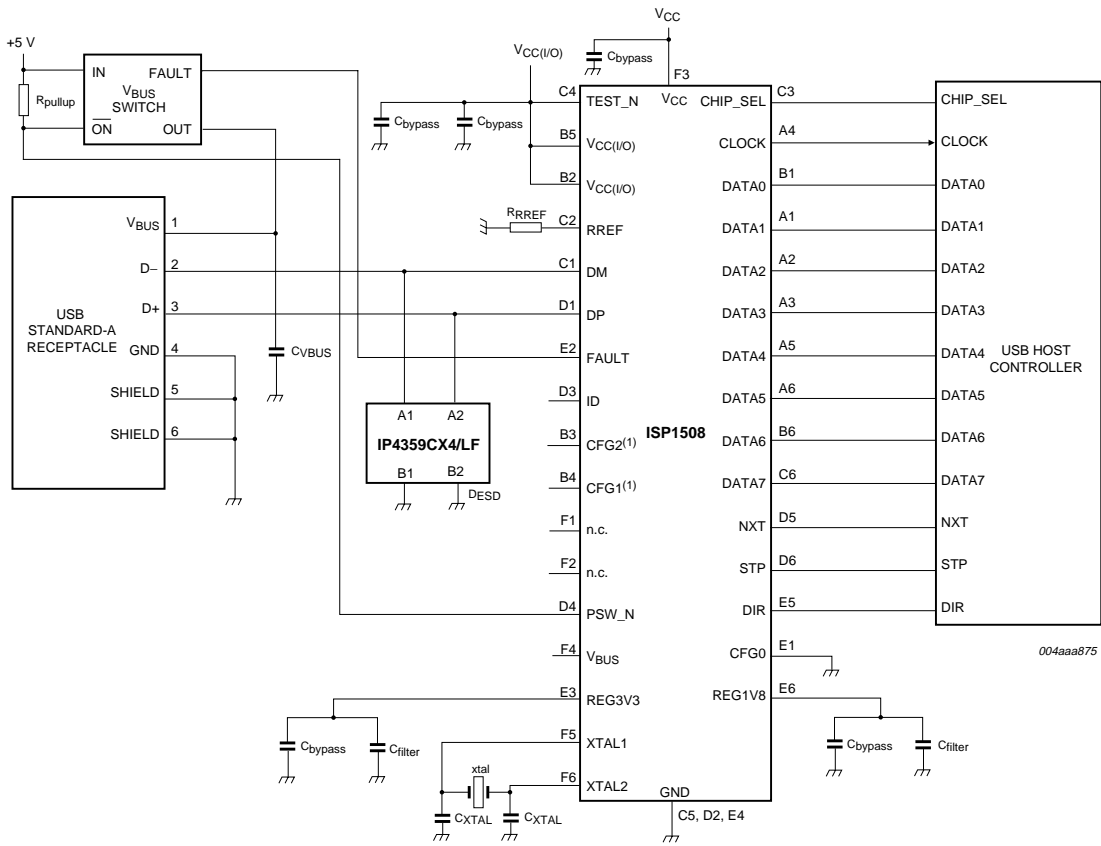 +5 V
Rpullup
IN
FAULT
VBUS
SWITCH
ON
OUT
VCC(I/O)
VCC
Cbypass
Cbypass
Cbypass
F3
C4
TEST_N
VCC
CHIP_SEL
C3
CHIP_SEL
B5
VCC(I/O)
CLOCK
A4
CLOCK
B2
VCC(I/O)
DATA0
B1
DATA0
RRREF
C2
RREF
DATA1
A1
DATA1
C1
DM
DATA2
A2
DATA2
D1
DP
DATA3
A3
DATA3
E2
FAULT
DATA4
A5
DATA4
D3
ID
DATA5
A6
DATA5
B3
CFG2(1)
DATA6
B6
DATA6
B4
CFG1(1)
DATA7
C6
DATA7
F1
n.c.
NXT
D5
NXT
F2
n.c.
STP
D6
STP
D4
PSW_N
DIR
E5
DIR
F4
VBUS
CFG0
E1
E3
REG3V3
REG1V8
E6
F5
XTAL1
F6
XTAL2
GND
C5, D2, E4
ISP1508
USB HOST
CONTROLLER
USB
STANDARD-A
RECEPTACLE
VBUS
1
D−
2
D+
3
GND
4
SHIELD
5
SHIELD
6
CVBUS
A1
A2
IP4359CX4/LF
B1
B2
DESD
Cbypass
Cfilter
xtal
CXTAL
CXTAL
Cbypass
Cfilter
004aaa875